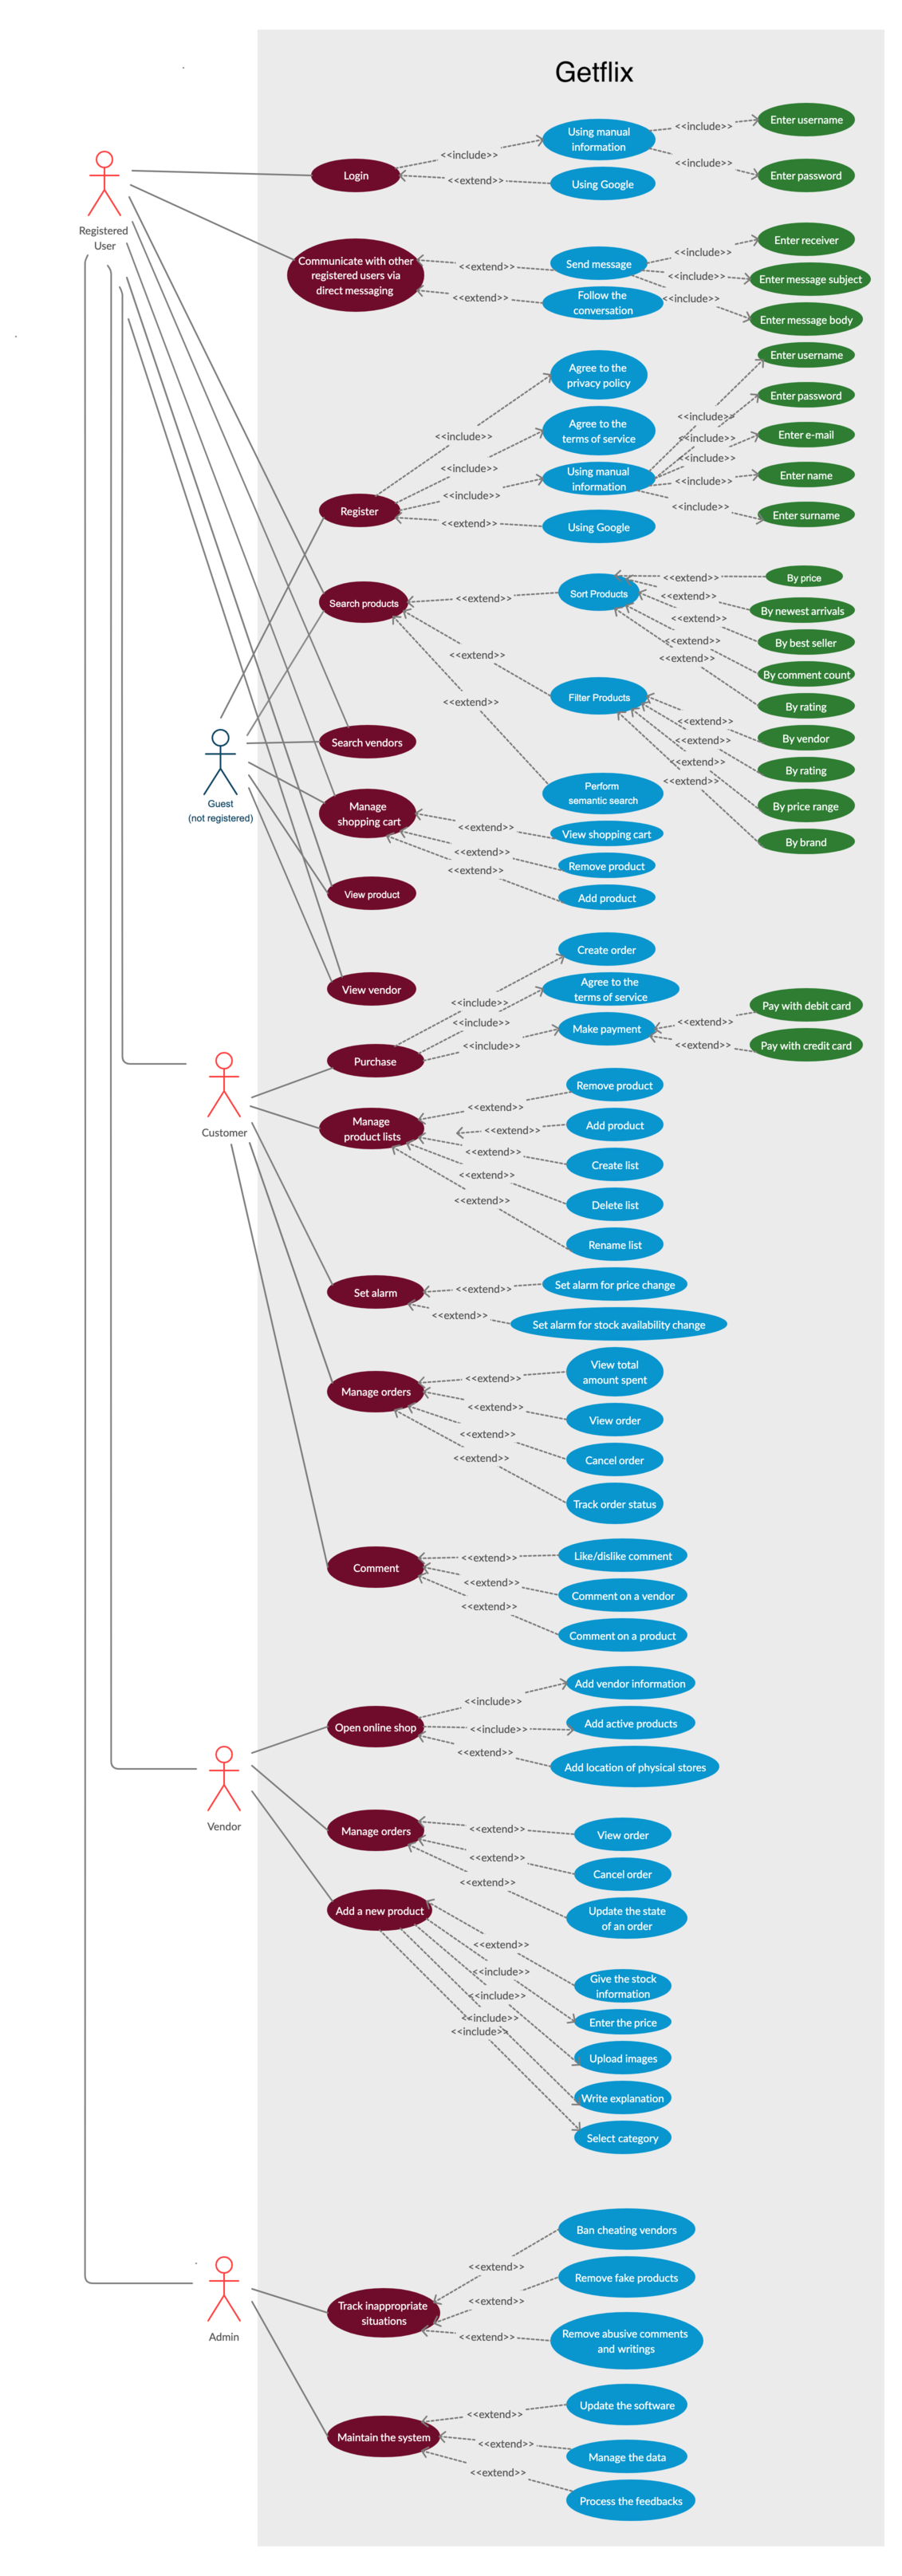 Getflix
Registered
User
Login
<<include>>
<<extend>>
Using manual
information
Using Google
<<include>>
<<include>>
Enter username
Enter password
Communicate with other
registered users via
direct messaging
<<extend>>
<<extend>>
Send message
Follow the
conversation
<<include>>
<<include>>
<<include>>
Enter receiver
Enter message subject
Enter message body
Register
<<include>>
<<include>>
<<include>>
<<extend>>
Agree to the
privacy policy
Agree to the
terms of service
Using manual
information
Using Google
<<include>>
<<include>>
<<include>>
<<include>>
<<include>>
Enter username
Enter password
Enter e-mail
Enter name
Enter surname
Search products
<<extend>>
<<extend>>
<<extend>>
Sort Products
Filter Products
Perform
semantic search
<<extend>>
<<extend>>
<<extend>>
<<extend>>
<<extend>>
By price
By newest arrivals
By best seller
By comment count
By rating
<<extend>>
<<extend>>
<<extend>>
<<extend>>
By vendor
By rating
By price range
By brand
Guest
(not registered)
Search vendors
Manage
shopping cart
<<extend>>
<<extend>>
<<extend>>
View shopping cart
Remove product
Add product
View product
View vendor
Customer
Purchase
<<include>>
<<include>>
<<include>>
Create order
Agree to the
terms of service
Make payment
<<extend>>
<<extend>>
Pay with debit card
Pay with credit card
Manage
product lists
<<extend>>
<<extend>>
<<extend>>
<<extend>>
<<extend>>
Remove product
Add product
Create list
Delete list
Rename list
Set alarm
<<extend>>
<<extend>>
Set alarm for price change
Set alarm for stock availability change
Manage orders
<<extend>>
<<extend>>
<<extend>>
<<extend>>
View total
amount spent
View order
Cancel order
Track order status
Comment
<<extend>>
<<extend>>
<<extend>>
Like/dislike comment
Comment on a vendor
Comment on a product
Vendor
Open online shop
<<include>>
<<include>>
<<extend>>
Add vendor information
Add active products
Add location of physical stores
Manage orders
<<extend>>
<<extend>>
<<extend>>
View order
Cancel order
Update the state
of an order
Add a new product
<<extend>>
<<include>>
<<include>>
<<include>>
<<include>>
Give the stock
information
Enter the price
Upload images
Write explanation
Select category
Admin
Track inappropriate
situations
<<extend>>
<<extend>>
<<extend>>
Ban cheating vendors
Remove fake products
Remove abusive comments
and writings
Maintain the system
<<extend>>
<<extend>>
<<extend>>
Update the software
Manage the data
Process the feedbacks